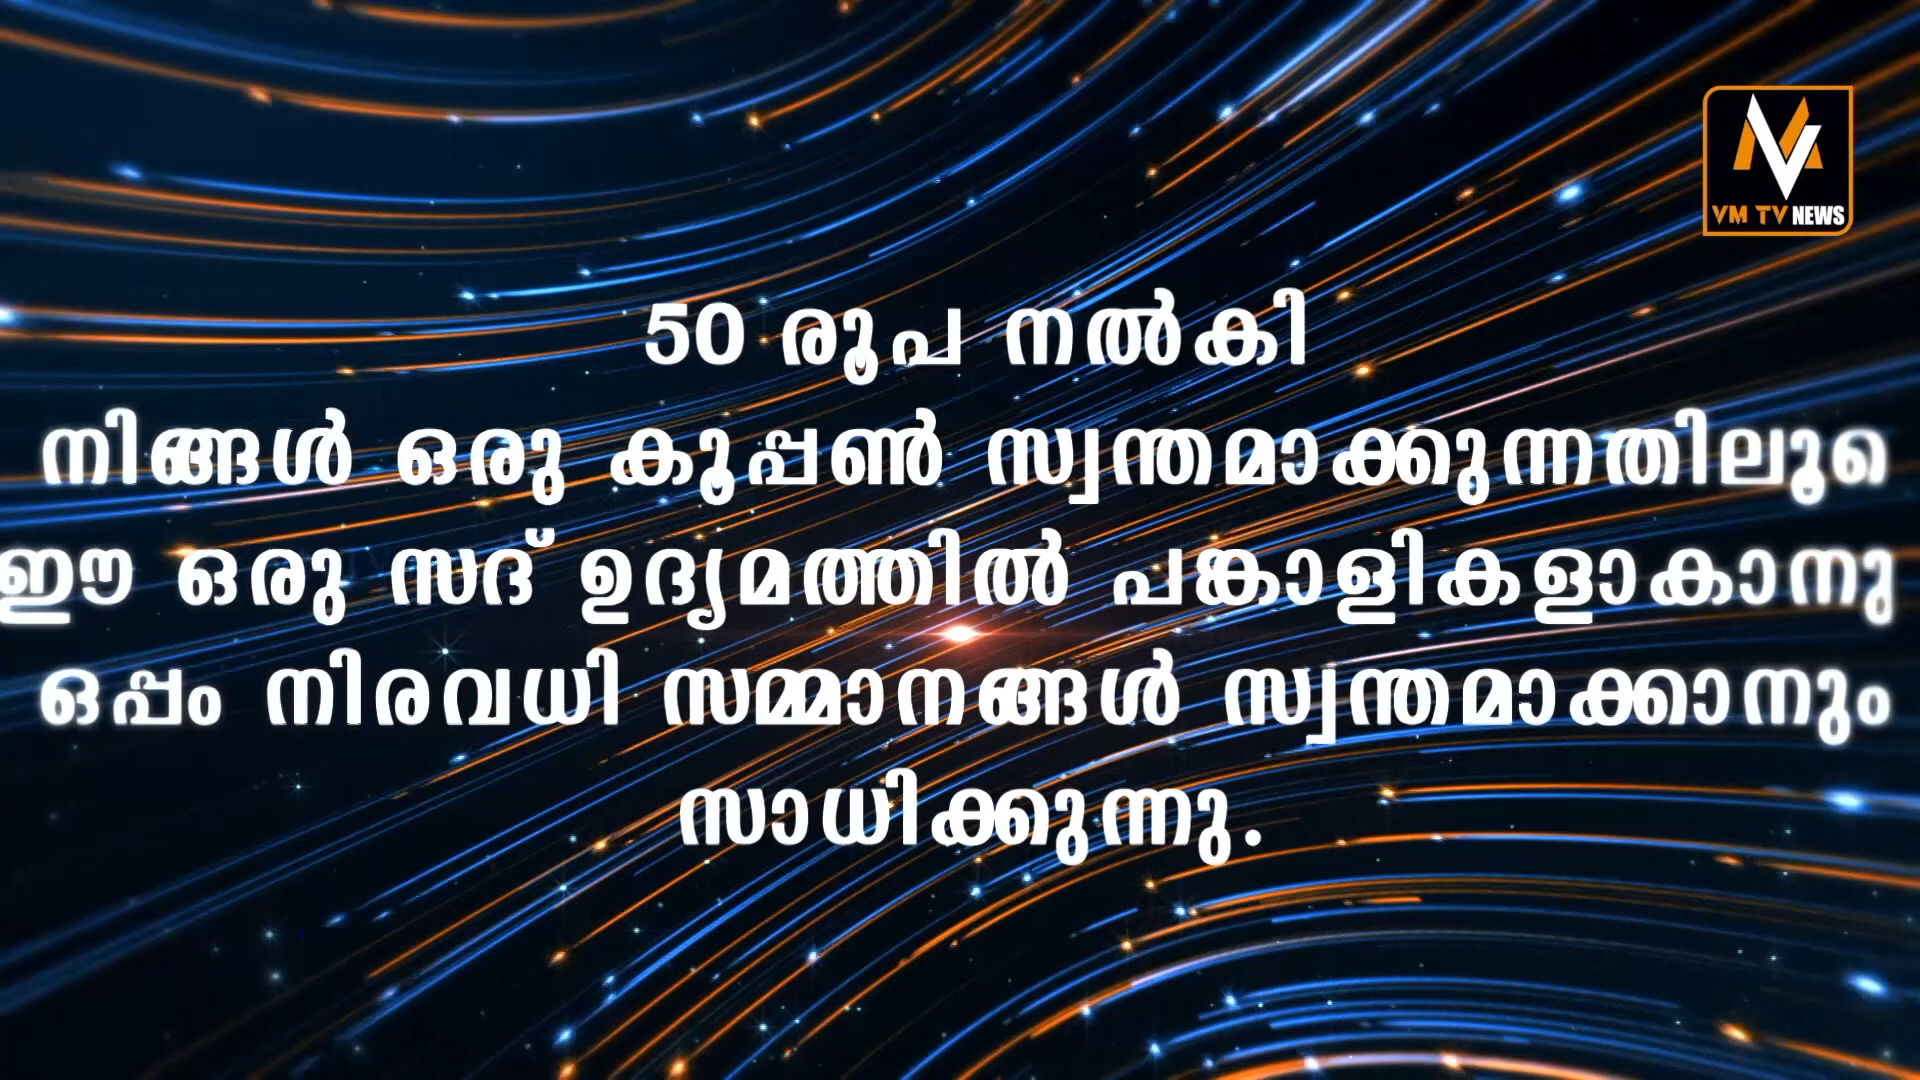 VM TV NEWS
50 രൂപ നൽകി
നിങ്ങൾ ഒരു കൂപ്പൺ സ്വന്തമാക്കുന്നതിലൂടെ
ഈ ഒരു സദ് ഉദ്യമത്തിൽ പങ്കാളികളാകാനു
ഒപ്പം നിരവധി സമ്മാനങ്ങൾ സ്വന്തമാക്കാനും
സാധിക്കുന്നു.